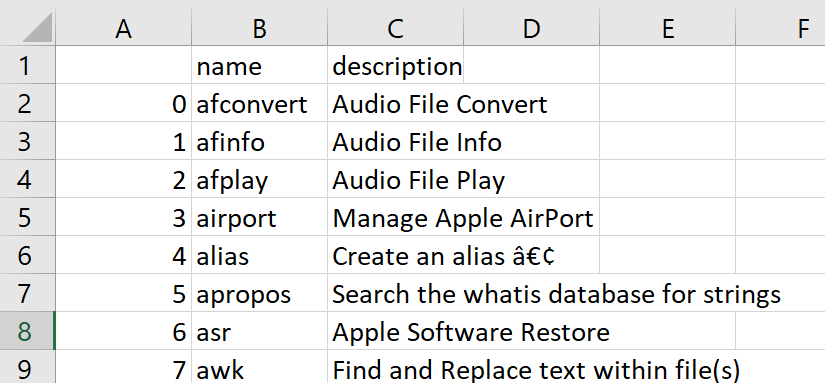 A B C D E F
1 name description
2 0 afconvert Audio File Convert
3 1 afinfo Audio File Info
4 2 afplay Audio File Play
5 3 airport Manage Apple AirPort
6 4 alias Create an alias â€¢
7 5 apropos Search the whatis database for strings
8 6 asr Apple Software Restore
9 7 awk Find and Replace text within file(s)